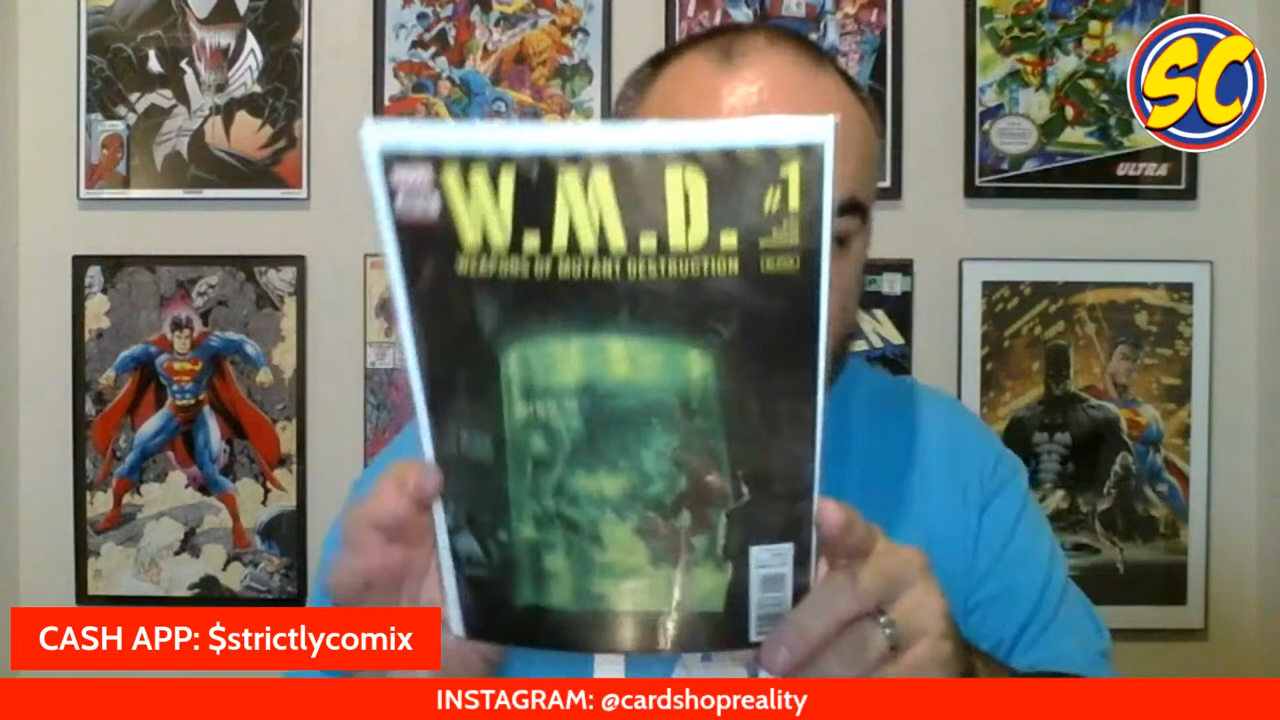 SC
ULTRA
W.M.D.
#1
WEAPONS OF MUTANT DESTRUCTION
CASH APP: $strictlycomix
INSTAGRAM: @cardshopreality